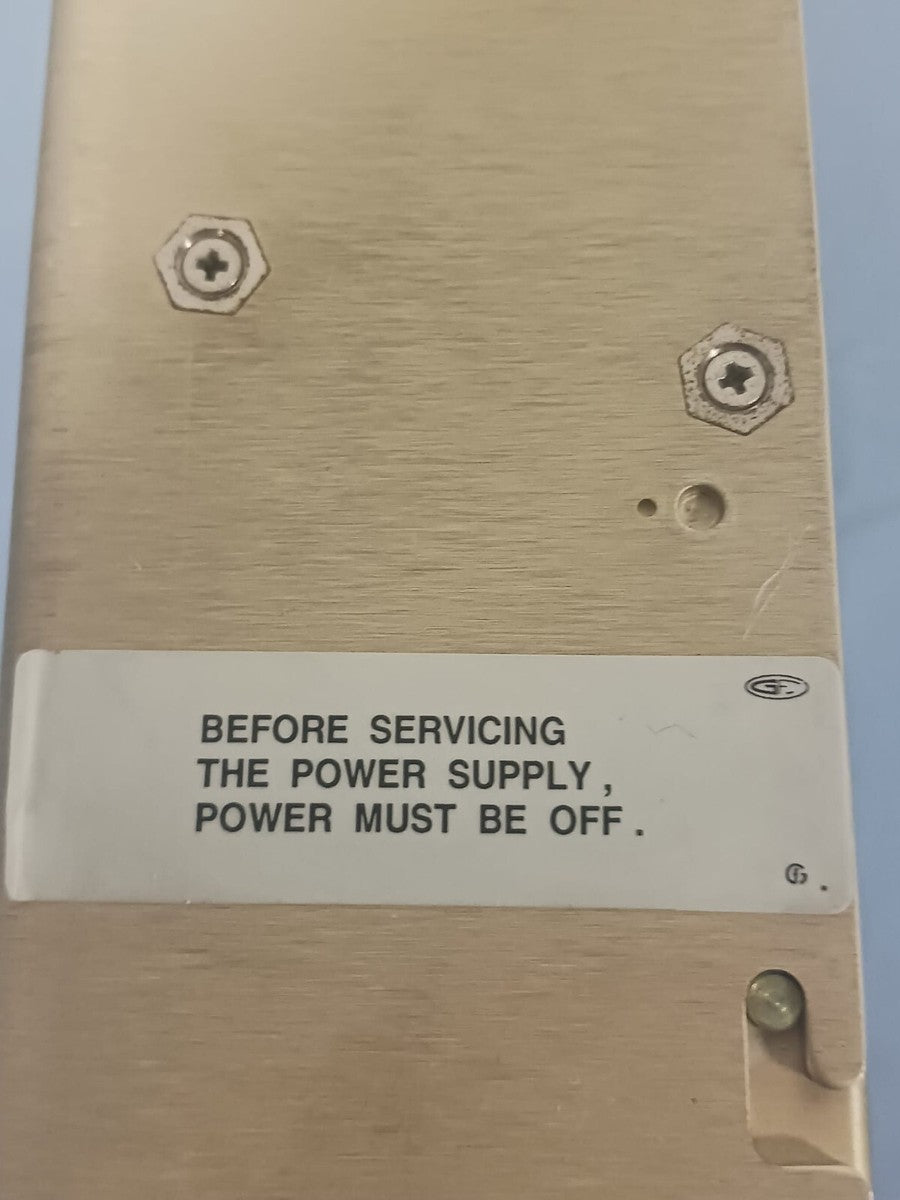 BEFORE SERVICING
THE POWER SUPPLY,
POWER MUST BE OFF.